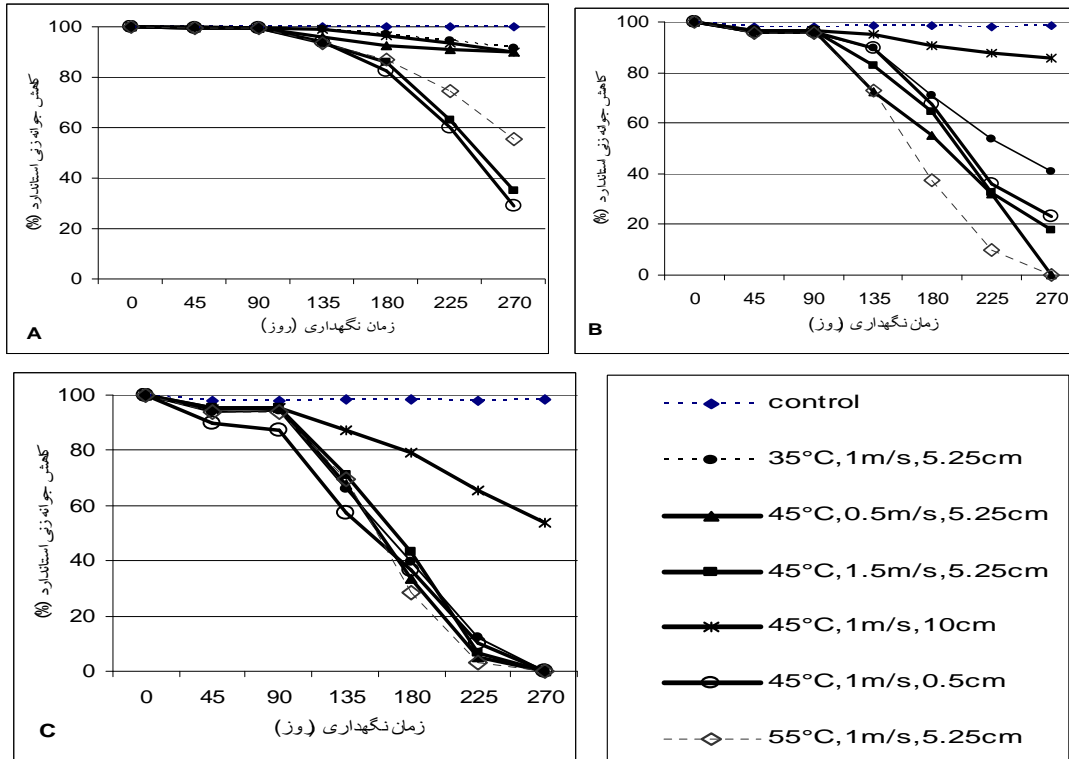 کاهش جوانه زنی استاندارد (%)
100
80
60
40
20
0
0 45 90 135 180 225 270
زمان نگهداری (روز)
A
کاهش جوانه زنی استاندارد (%)
100
80
60
40
20
0
0 45 90 135 180 225 270
زمان نگهداری (روز)
B
کاهش جوانه زنی استاندارد (%)
100
80
60
40
20
0
0 45 90 135 180 225 270
زمان نگهداری (روز)
C
control
35°C,1m/s,5.25cm
45°C,0.5m/s,5.25cm
45°C,1.5m/s,5.25cm
45°C,1m/s,10cm
45°C,1m/s,0.5cm
55°C,1m/s,5.25cm